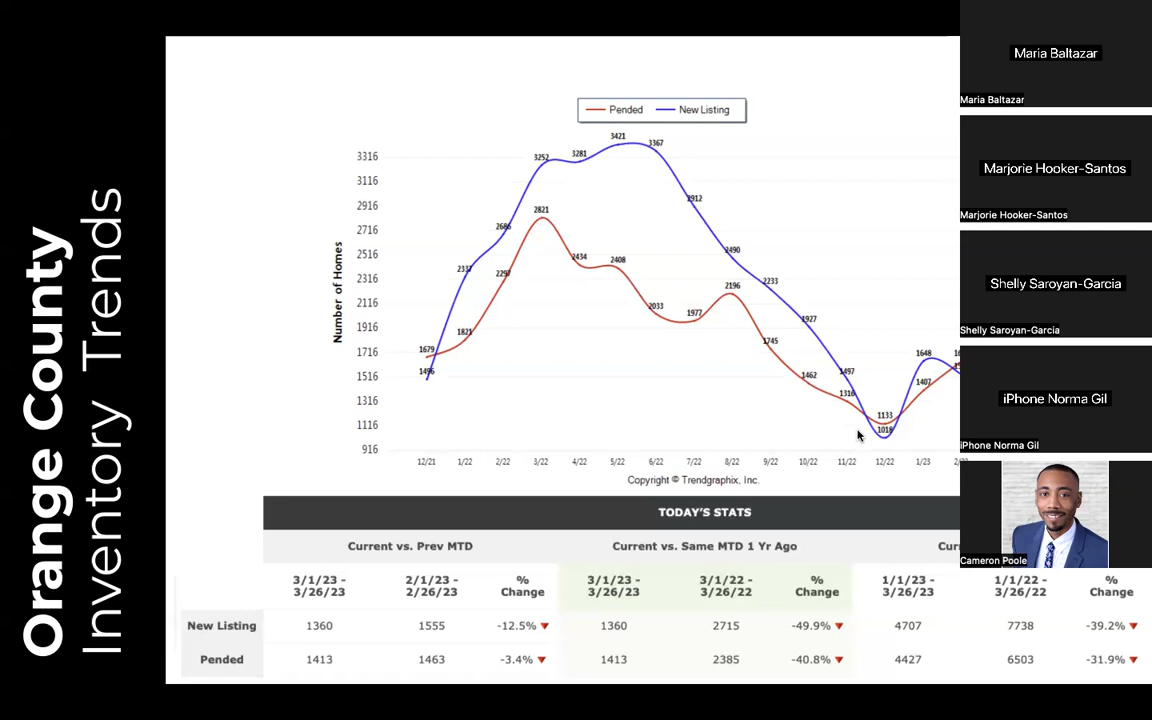 Orange County
Inventory Trends
Pended New Listing
Number of Homes
3316
3116
2916
2716
2516
2316
2116
1916
1716
1516
1316
1116
916
1496 2337 2686 3252 3281 3421 3367 2912 2490 2233 1927 1497 1018 1648
1679 1821 2297 2821 2434 2408 2033 1977 2196 1745 1462 1316 1133 1407
12/21 1/22 2/22 3/22 4/22 5/22 6/22 7/22 8/22 9/22 10/22 11/22 12/22 1/23
Copyright © Trendgraphix, Inc.
TODAY'S STATS
Current vs. Prev MTD Current vs. Same MTD 1 Yr Ago
3/1/23 - 2/1/23 - % 3/1/23 - 3/1/22 - % 1/1/23 - 1/1/22 - %
3/26/23 2/26/23 Change 3/26/23 3/26/22 Change 3/26/23 3/26/22 Change
New Listing 1360 1555 -12.5% 1360 2715 -49.9% 4707 7738 -39.2%
Pended 1413 1463 -3.4% 1413 2385 -40.8% 4427 6503 -31.9%
Maria Baltazar
Maria Baltazar
Marjorie Hooker-Santos
Marjorie Hooker-Santos
Shelly Saroyan-Garcia
Shelly Saroyan-Garcia
iPhone Norma Gil
iPhone Norma Gil
Cameron Poole